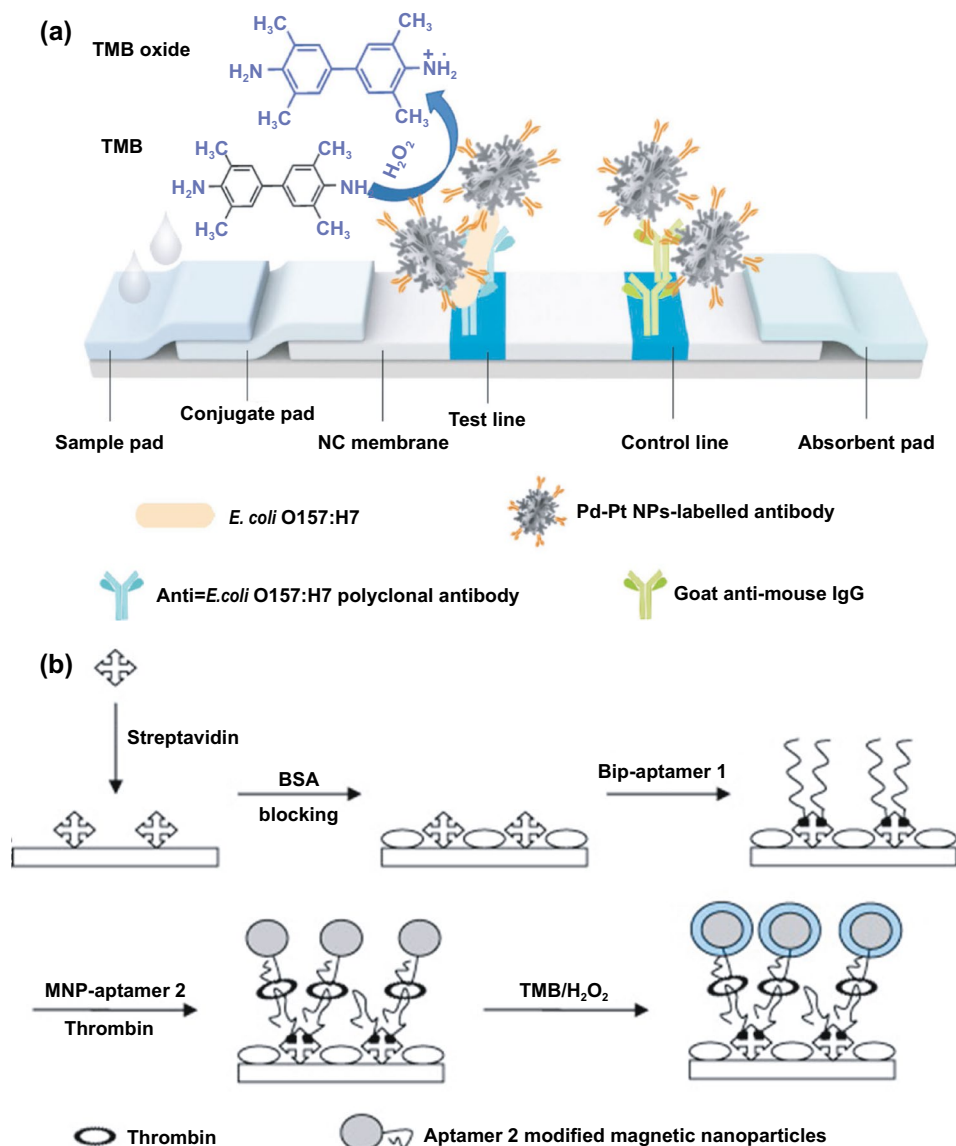 (a)
TMB oxide
CH₃
H₃C
+ ·
H₂N
NH₂
H₃C
CH₃
TMB
H₃C
CH₃
H₂O₂
H₂N
NH₂
H₃C
CH₃
Conjugate pad
Test line
Sample pad
NC membrane
Control line
Absorbent pad
E. coli O157:H7
Pd-Pt NPs-labelled antibody
Anti=E.coli O157:H7 polyclonal antibody
Goat anti-mouse IgG
(b)
Streptavidin
BSA
blocking
Bip-aptamer 1
MNP-aptamer 2
Thrombin
TMB/H₂O₂
Thrombin
Aptamer 2 modified magnetic nanoparticles